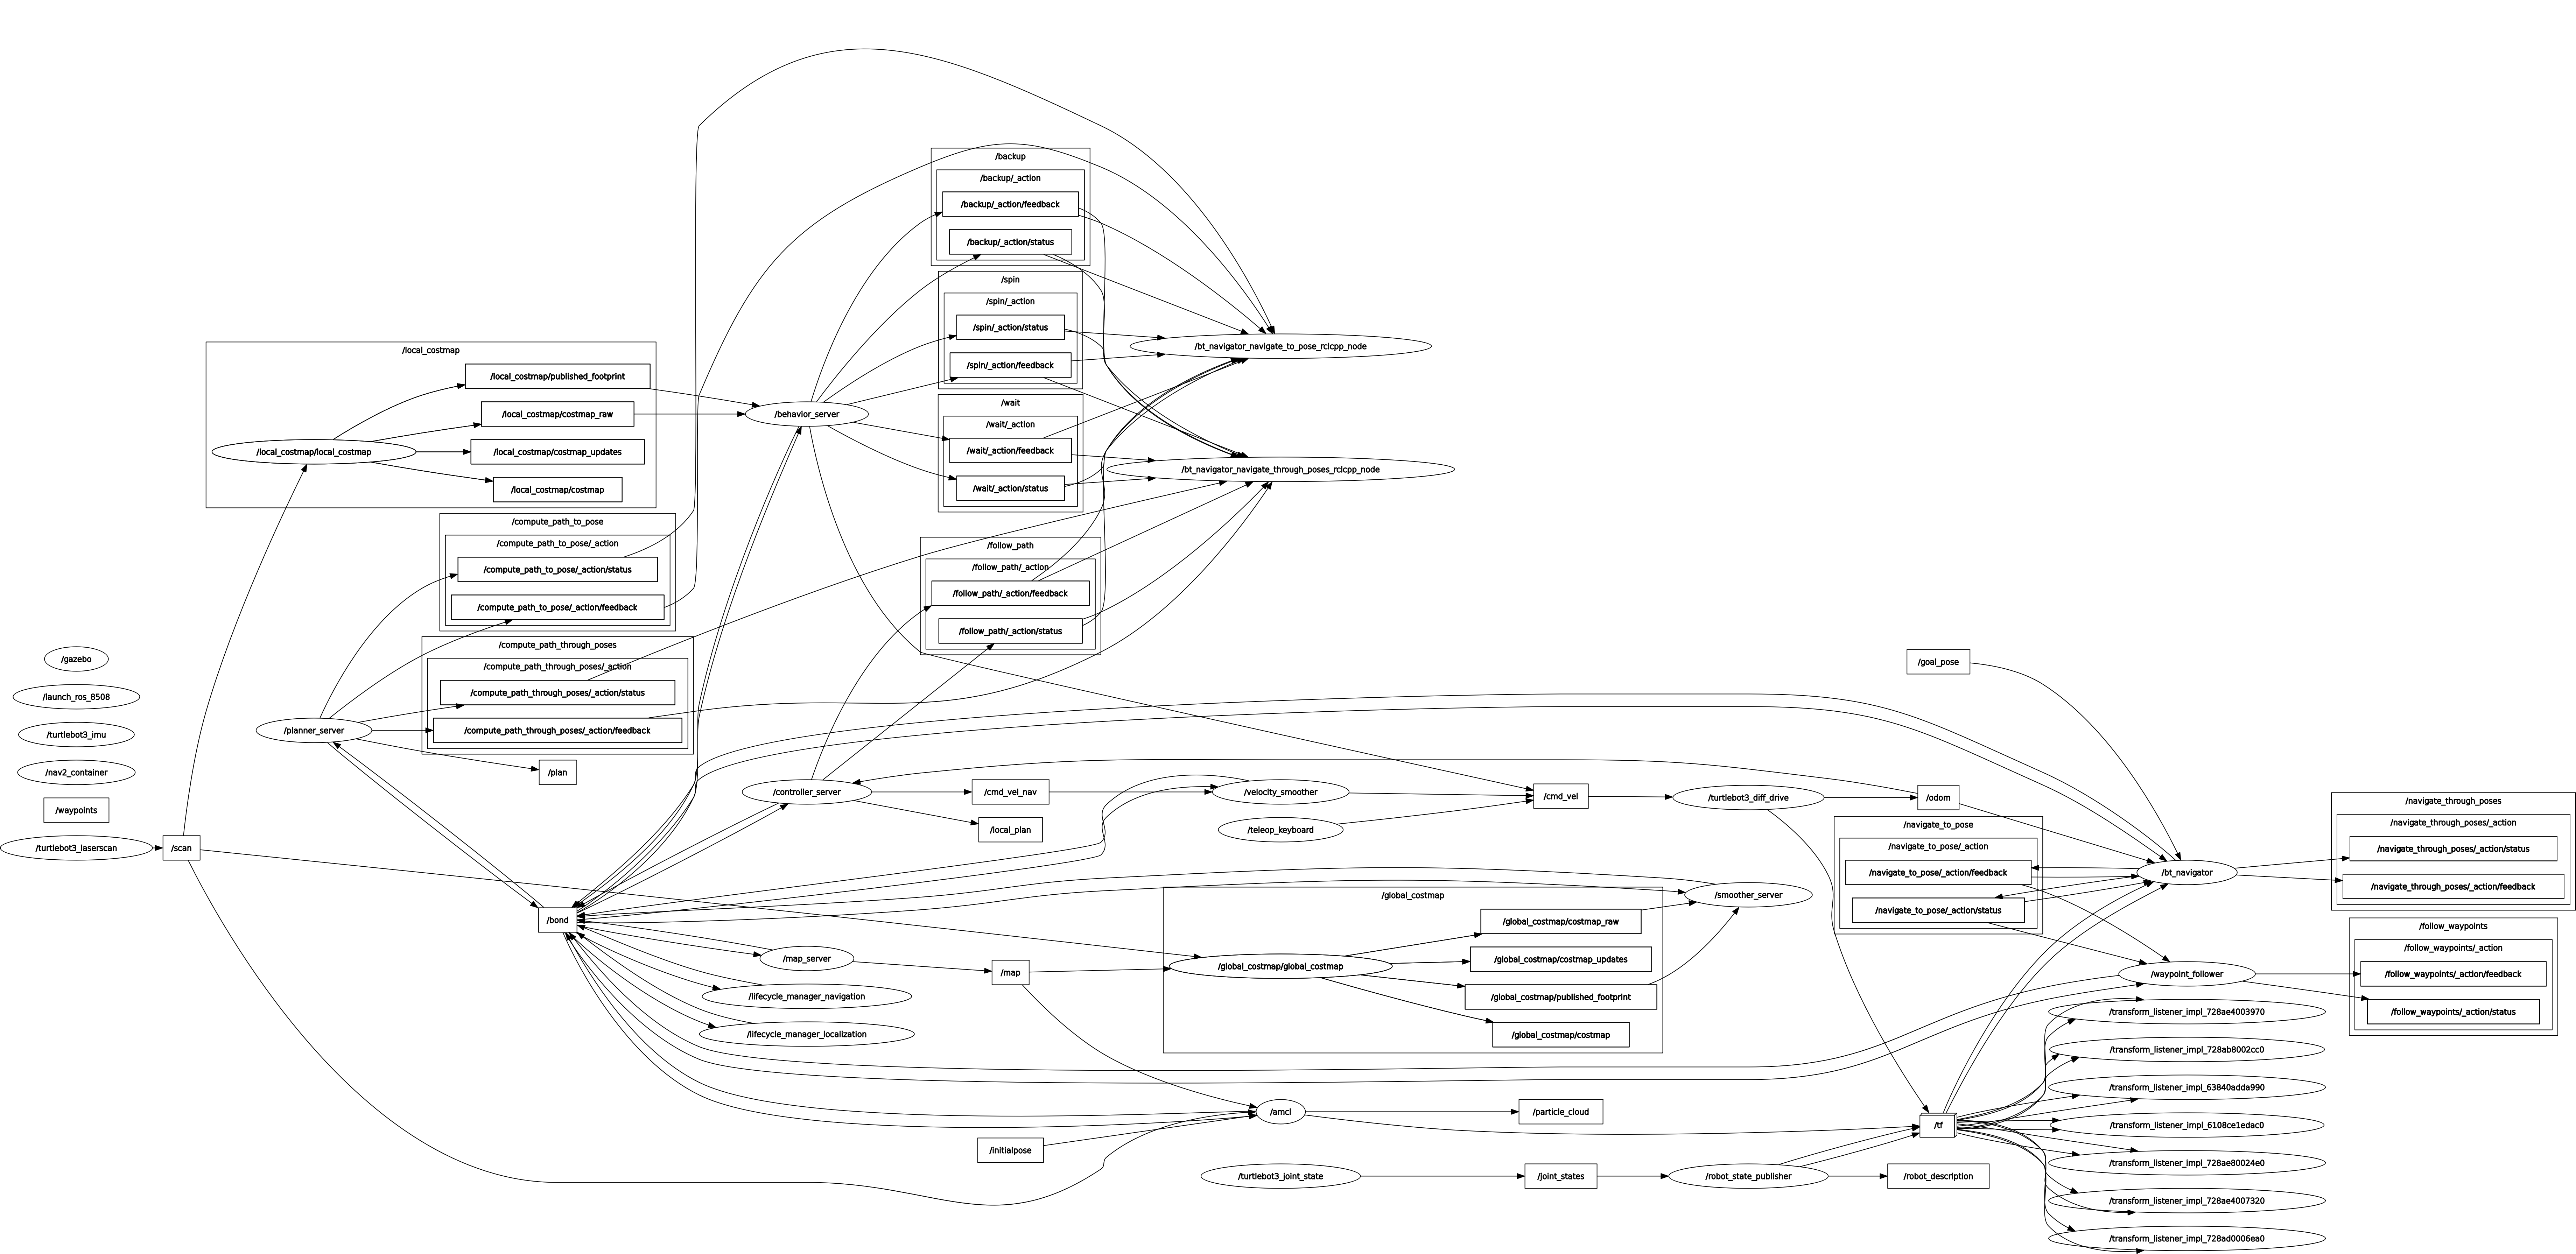 /backup
/backup/_action
/backup/_action/feedback
/backup/_action/status
/spin
/spin/_action
/spin/_action/status
/spin/_action/feedback
/bt_navigator_navigate_to_pose_rclcpp_node
/local_costmap
/local_costmap/published_footprint
/local_costmap/costmap_raw
/local_costmap/local_costmap
/local_costmap/costmap_updates
/local_costmap/costmap
/behavior_server
/wait
/wait/_action
/wait/_action/feedback
/wait/_action/status
/bt_navigator_navigate_through_poses_rclcpp_node
/compute_path_to_pose
/compute_path_to_pose/_action
/compute_path_to_pose/_action/status
/compute_path_to_pose/_action/feedback
/follow_path
/follow_path/_action
/follow_path/_action/feedback
/follow_path/_action/status
/compute_path_through_poses
/compute_path_through_poses/_action
/compute_path_through_poses/_action/status
/compute_path_through_poses/_action/feedback
/gazebo
/launch_ros_8508
/turtlebot3_imu
/nav2_container
/waypoints
/turtlebot3_laserscan
/scan
/planner_server
/plan
/goal_pose
/controller_server
/cmd_vel_nav
/local_plan
/velocity_smoother
/teleop_keyboard
/cmd_vel
/turtlebot3_diff_drive
/odom
/navigate_to_pose
/navigate_to_pose/_action
/navigate_to_pose/_action/feedback
/navigate_to_pose/_action/status
/bt_navigator
/navigate_through_poses
/navigate_through_poses/_action
/navigate_through_poses/_action/status
/navigate_through_poses/_action/feedback
/bond
/map_server
/lifecycle_manager_navigation
/lifecycle_manager_localization
/map
/global_costmap
/global_costmap/costmap_raw
/global_costmap/global_costmap
/global_costmap/costmap_updates
/global_costmap/published_footprint
/global_costmap/costmap
/smoother_server
/waypoint_follower
/follow_waypoints
/follow_waypoints/_action
/follow_waypoints/_action/feedback
/follow_waypoints/_action/status
/amcl
/particle_cloud
/initialpose
/turtlebot3_joint_state
/joint_states
/robot_state_publisher
/robot_description
/tf
/transform_listener_impl_728ae4003970
/transform_listener_impl_728ab8002cc0
/transform_listener_impl_63840adda990
/transform_listener_impl_6108ce1edac0
/transform_listener_impl_728ae80024e0
/transform_listener_impl_728ae4007320
/transform_listener_impl_728ad0006ea0